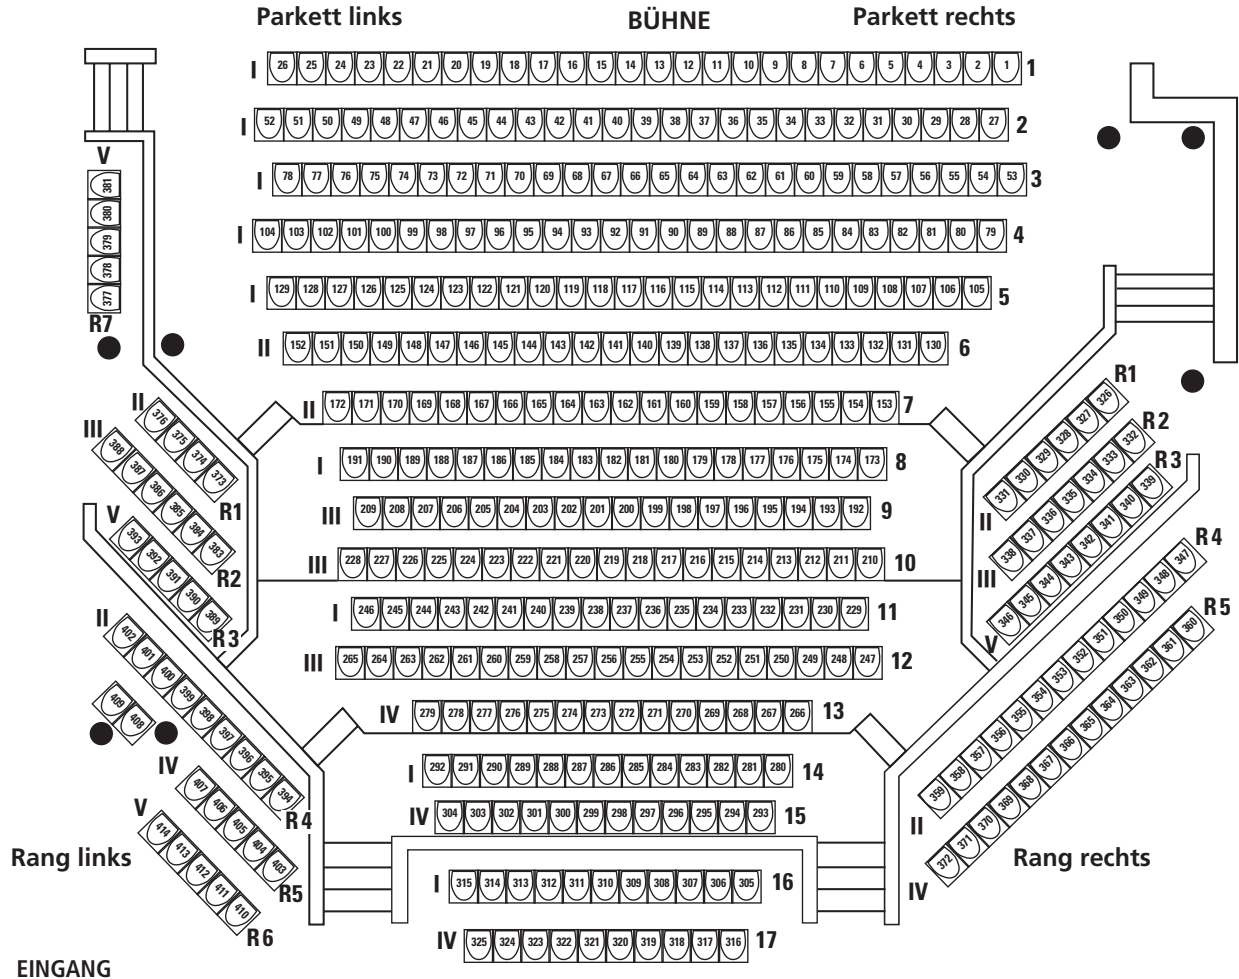 Parkett links BÜHNE Parkett rechts
I 26 25 24 23 22 21 20 19 18 17 16 15 14 13 12 11 10 9 8 7 6 5 4 3 2 1 1
I 52 51 50 49 48 47 46 45 44 43 42 41 40 39 38 37 36 35 34 33 32 31 30 29 28 27 2
I 78 77 76 75 74 73 72 71 70 69 68 67 66 65 64 63 62 61 60 59 58 57 56 55 54 53 3
I 104 103 102 101 100 99 98 97 96 95 94 93 92 91 90 89 88 87 86 85 84 83 82 81 80 79 4
I 129 128 127 126 125 124 123 122 121 120 119 118 117 116 115 114 113 112 111 110 109 108 107 106 105 5
II 152 151 150 149 148 147 146 145 144 143 142 141 140 139 138 137 136 135 134 133 132 131 130 6
II 172 171 170 169 168 167 166 165 164 163 162 161 160 159 158 157 156 155 154 153 7
I 191 190 189 188 187 186 185 184 183 182 181 180 179 178 177 176 175 174 173 8
III 209 208 207 206 205 204 203 202 201 200 199 198 197 196 195 194 193 192 9
III 228 227 226 225 224 223 222 221 220 219 218 217 216 215 214 213 212 211 210 10
I 246 245 244 243 242 241 240 239 238 237 236 235 234 233 232 231 230 229 11
III 265 264 263 262 261 260 259 258 257 256 255 254 253 252 251 250 249 248 247 12
IV 279 278 277 276 275 274 273 272 271 270 269 268 267 266 13
I 292 291 290 289 288 287 286 285 284 283 282 281 280 14
IV 304 303 302 301 300 299 298 297 296 295 294 293 15
I 315 314 313 312 311 310 309 308 307 306 305 16
IV 325 324 323 322 321 320 319 318 317 316 17
V 381 380 379 378 377 R7
II 376 375 374 373 R1
III 388 387 386 385 384 383 R2
V 393 392 391 390 389 R3
II 402 401 400 399 398 397 396 395 394 R4
409 408
IV 407 406 405 404 403 R5
V 414 413 412 411 410 R6
Rang links
EINGANG
II 331 330 329 328 327 326 R1
III 338 337 336 335 334 333 332 R2
V 346 345 344 343 342 341 340 339 R3
II 359 358 357 356 355 354 353 352 351 350 349 348 347 R4
IV 372 371 370 369 368 367 366 365 364 363 362 361 360 R5
Rang rechts